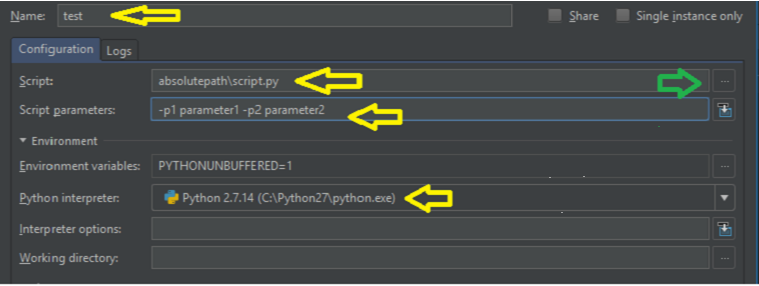 Name: test Share Single instance only
Configuration Logs
Script: absolutepath\script.py ...
Script parameters: -p1 parameter1 -p2 parameter2
Environment
Environment variables: PYTHONUNBUFFERED=1 ...
Python interpreter: Python 2.7.14 (C:\Python27\python.exe)
Interpreter options:
Working directory: ...